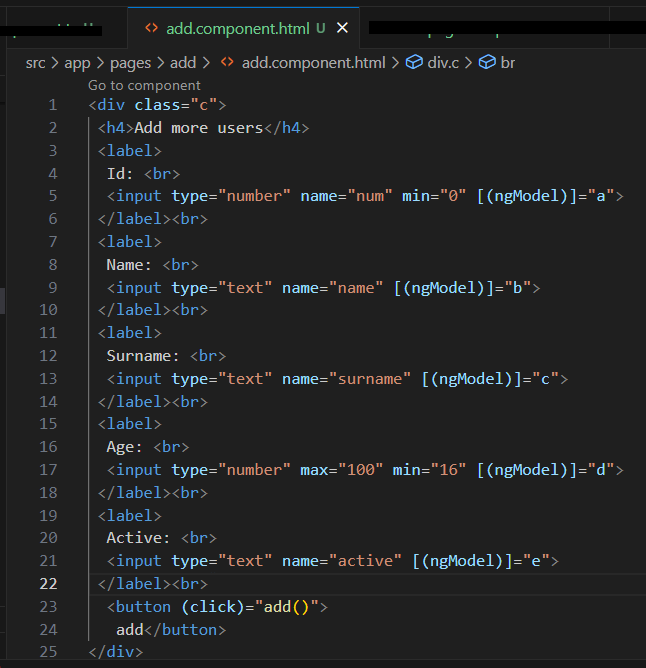 add.component.html U
src > app > pages > add > add.component.html > div.c > br
Go to component
1 <div class="c">
2 <h4>Add more users</h4>
3 <label>
4 Id: <br>
5 <input type="number" name="num" min="0" [(ngModel)]="a">
6 </label><br>
7 <label>
8 Name: <br>
9 <input type="text" name="name" [(ngModel)]="b">
10 </label><br>
11 <label>
12 Surname: <br>
13 <input type="text" name="surname" [(ngModel)]="c">
14 </label><br>
15 <label>
16 Age: <br>
17 <input type="number" max="100" min="16" [(ngModel)]="d">
18 </label><br>
19 <label>
20 Active: <br>
21 <input type="text" name="active" [(ngModel)]="e">
22 </label><br>
23 <button (click)="add()">
24 add</button>
25 </div>